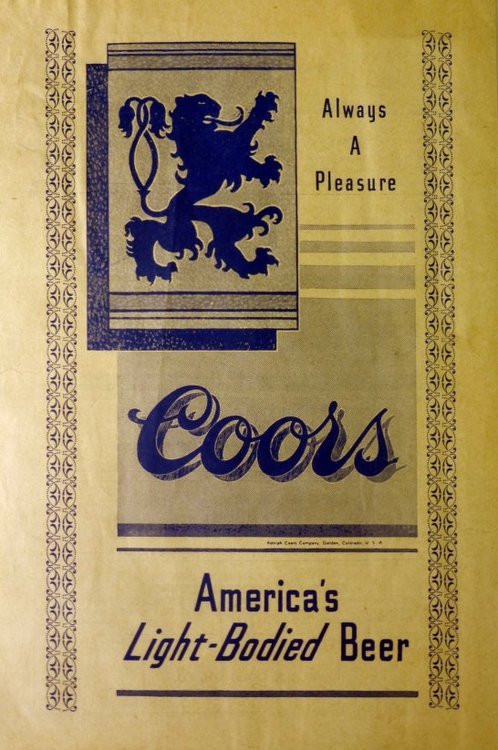 Always
A
Pleasure
Coors
Adolph Coors Company, Golden, Colorado, U. S. A.
America's
Light-Bodied Beer